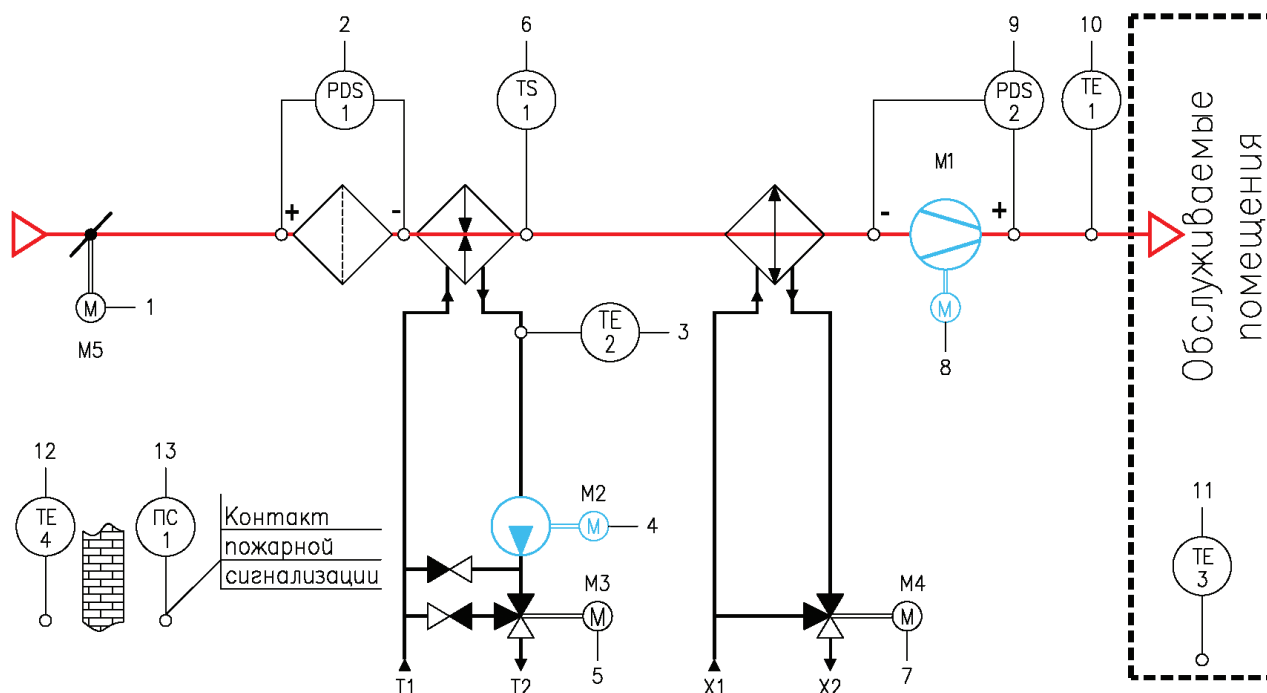 2
6
9
10
PDS
1
TS
1
PDS
2
TE
1
M1
+
-
-
+
M
1
M5
TE
2
3
M
8
Обслуживаемые
помещения
12
13
TE
4
ПС
1
Контакт
пожарной
сигнализации
M2
M
4
M3
M
5
M4
M
7
11
TE
3
T1
T2
X1
X2